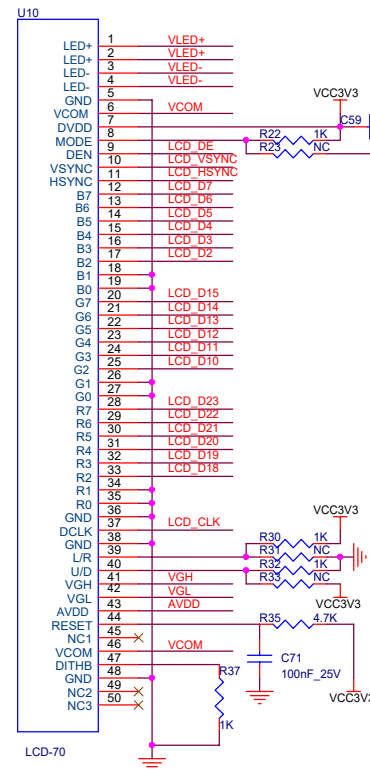 U10
LED+ 1 VLED+
LED+ 2 VLED+
LED- 3 VLED-
LED- 4 VLED-
GND 5
VCOM 6 VCOM VCC3V3
DVDD 7 C59
MODE 8 R22 1K
DEN 9 LCD_DE R23 NC
VSYNC 10 LCD_VSYNC
HSYNC 11 LCD_HSYNC
B7 12 LCD_D7
B6 13 LCD_D6
B5 14 LCD_D5
B4 15 LCD_D4
B3 16 LCD_D3
B2 17 LCD_D2
B1 18
B0 19
G7 20 LCD_D15
G6 21 LCD_D14
G5 22 LCD_D13
G4 23 LCD_D12
G3 24 LCD_D11
G2 25 LCD_D10
G1 26
G0 27
R7 28 LCD_D23
R6 29 LCD_D22
R5 30 LCD_D21
R4 31 LCD_D20
R3 32 LCD_D19
R2 33 LCD_D18
R1 34
R0 35
GND 36 VCC3V3
DCLK 37 LCD_CLK
GND 38 R30 1K
L/R 39 R31 NC
U/D 40 R32 1K
VGH 41 VGH R33 NC
VGL 42 VGL VCC3V3
AVDD 43 AVDD
RESET 44 R35 4.7K
NC1 45
VCOM 46 VCOM C71
DITHB 47 100nF_25V
GND 48 R37
NC2 49 VCC3V3
NC3 50
1K
LCD-70